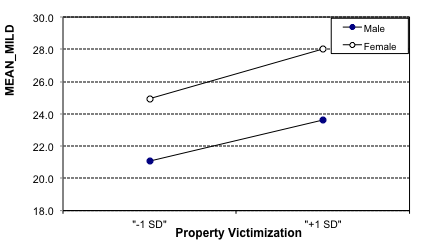 MEAN_MILD
30.0
28.0
26.0
24.0
22.0
20.0
18.0
Male
Female
"-1 SD"
"+1 SD"
Property Victimization